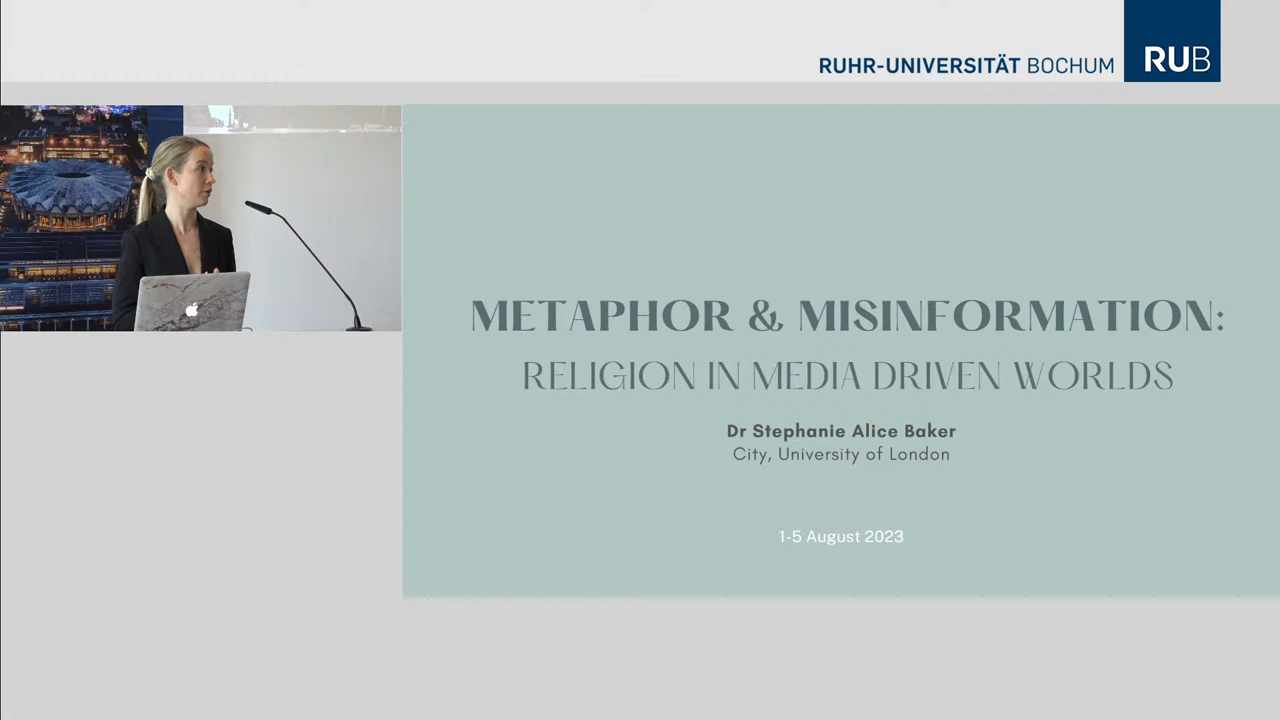 RUHR-UNIVERSITÄT BOCHUM
RUB
METAPHOR & MISINFORMATION:
RELIGION IN MEDIA DRIVEN WORLDS
Dr Stephanie Alice Baker
City, University of London
1-5 August 2023